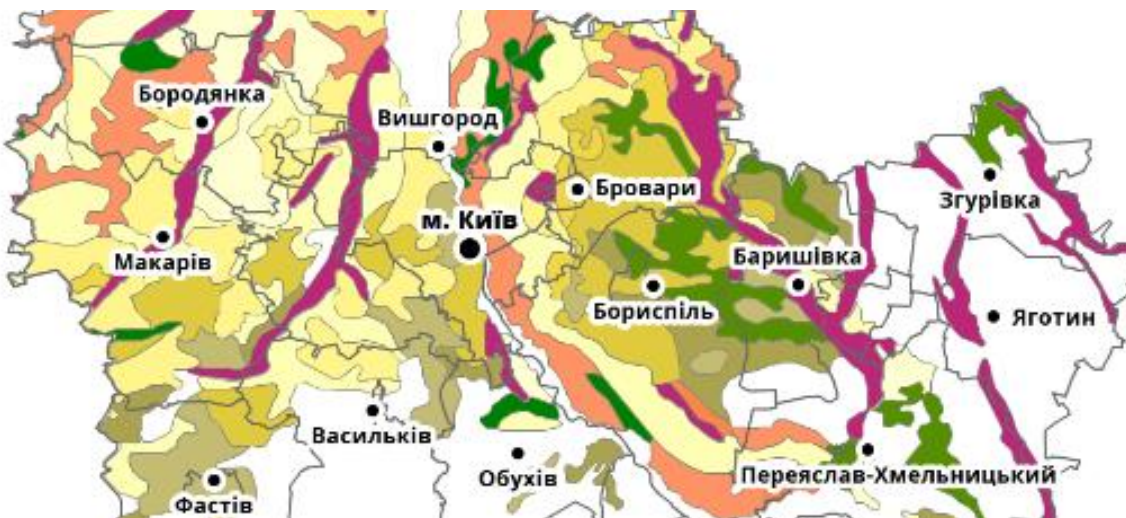 Бородянка
Вишгород
Бровари
Згурівка
м. Київ
Макарів
Баришівка
Бориспіль
Яготин
Васильків
Обухів
Переяслав-Хмельницький
Фастів